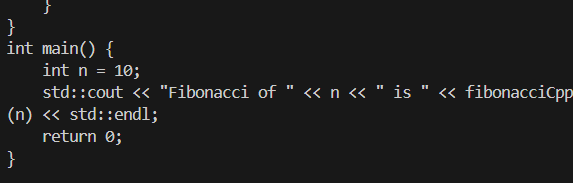 }
}
int main() {
    int n = 10;
    std::cout << "Fibonacci of " << n << " is " << fibonacciCpp
(n) << std::endl;
    return 0;
}